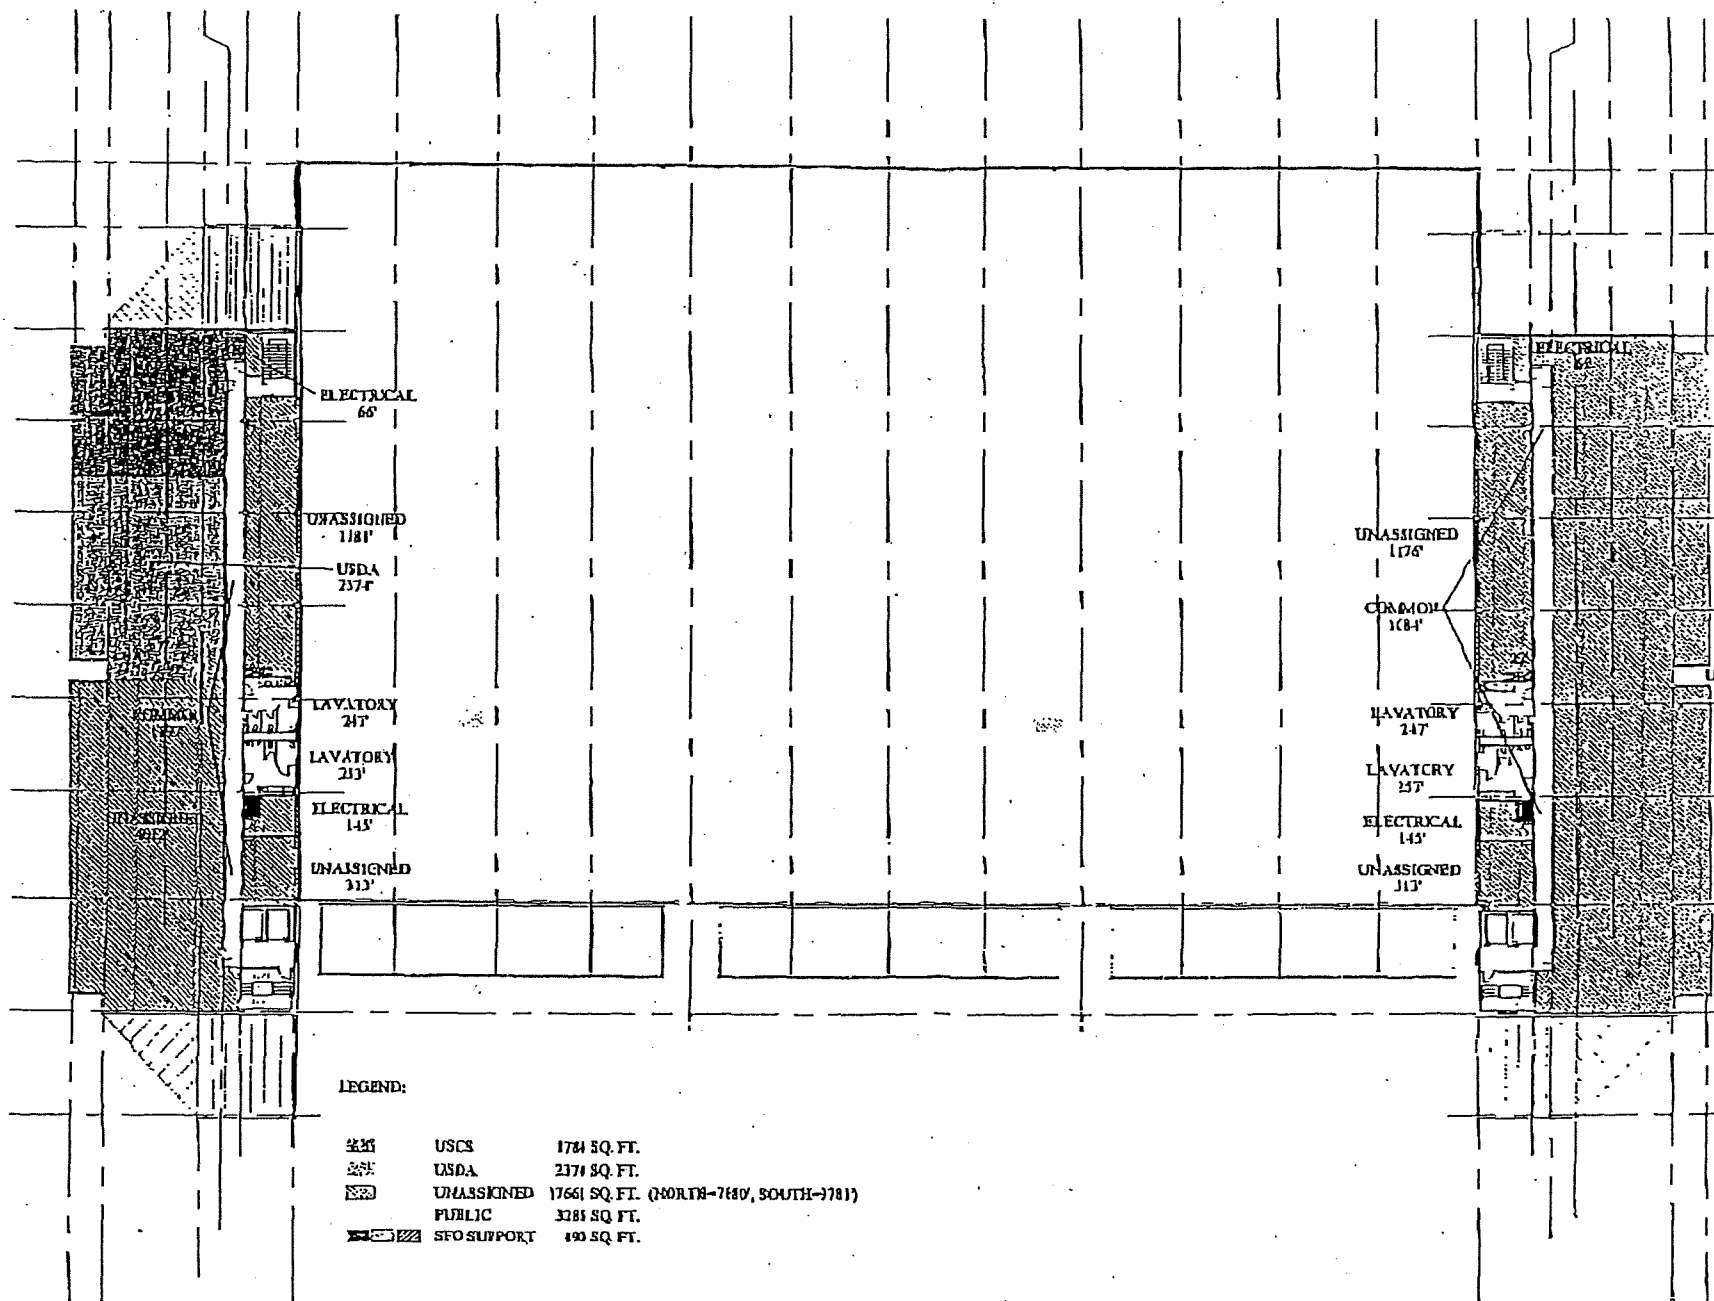 ELECTRICAL
66'
UNASSIGNED
1181'
USDA
2374'
LAVATORY
247'
LAVATORY
ELECTRICAL
145'
UNASSIGNED
313'
ELECTRICAL
UNASSIGNED
1176'
COMMON
1684'
LAVATORY
247'
LAVATORY
257'
ELECTRICAL
145'
UNASSIGNED
313'
LEGEND:
USCS 1784 SQ. FT.
USDA 2374 SQ. FT.
UNASSIGNED 17661 SQ. FT. (NORTH-7880', SOUTH-9781')
PUBLIC 3285 SQ. FT.
SFO SUPPORT 490 SQ. FT.